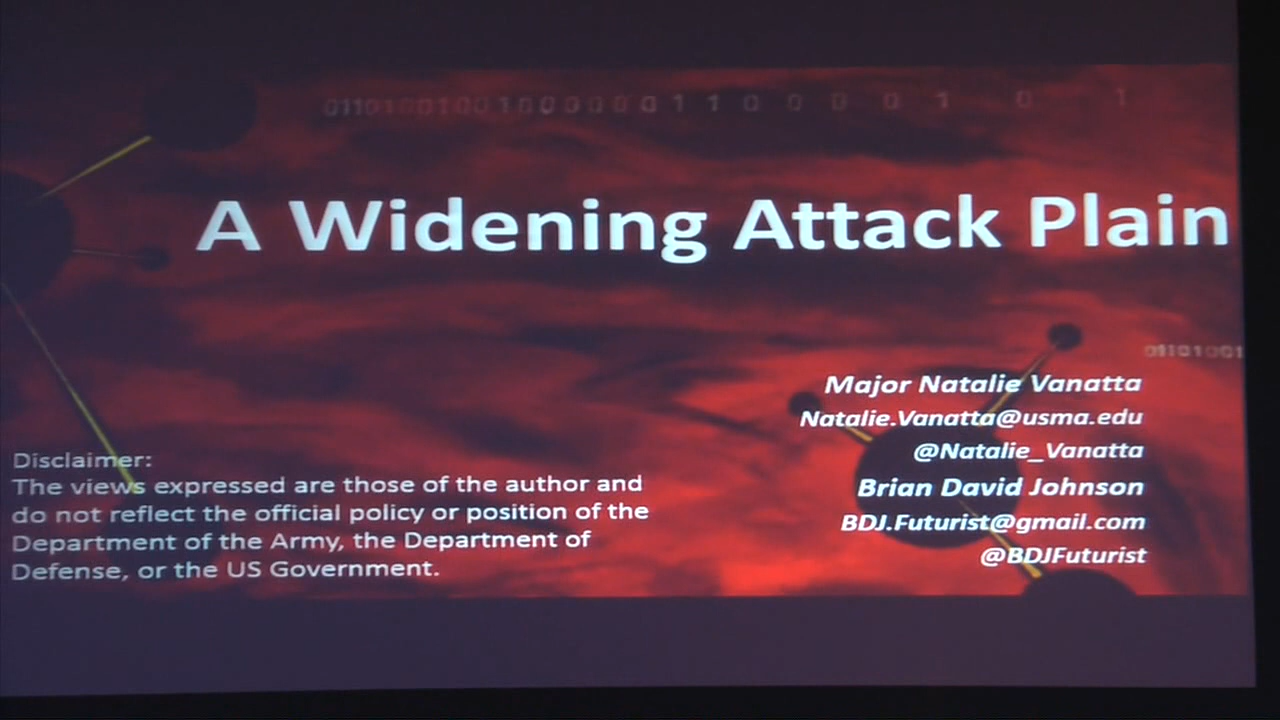 A Widening Attack Plain
Major Natalie Vanatta
Natalie.Vanatta@usma.edu
@Natalie_Vanatta
Brian David Johnson
BDJ.Futurist@gmail.com
@BDJFuturist
Disclaimer:
The views expressed are those of the author and
do not reflect the official policy or position of the
Department of the Army, the Department of
Defense, or the US Government.